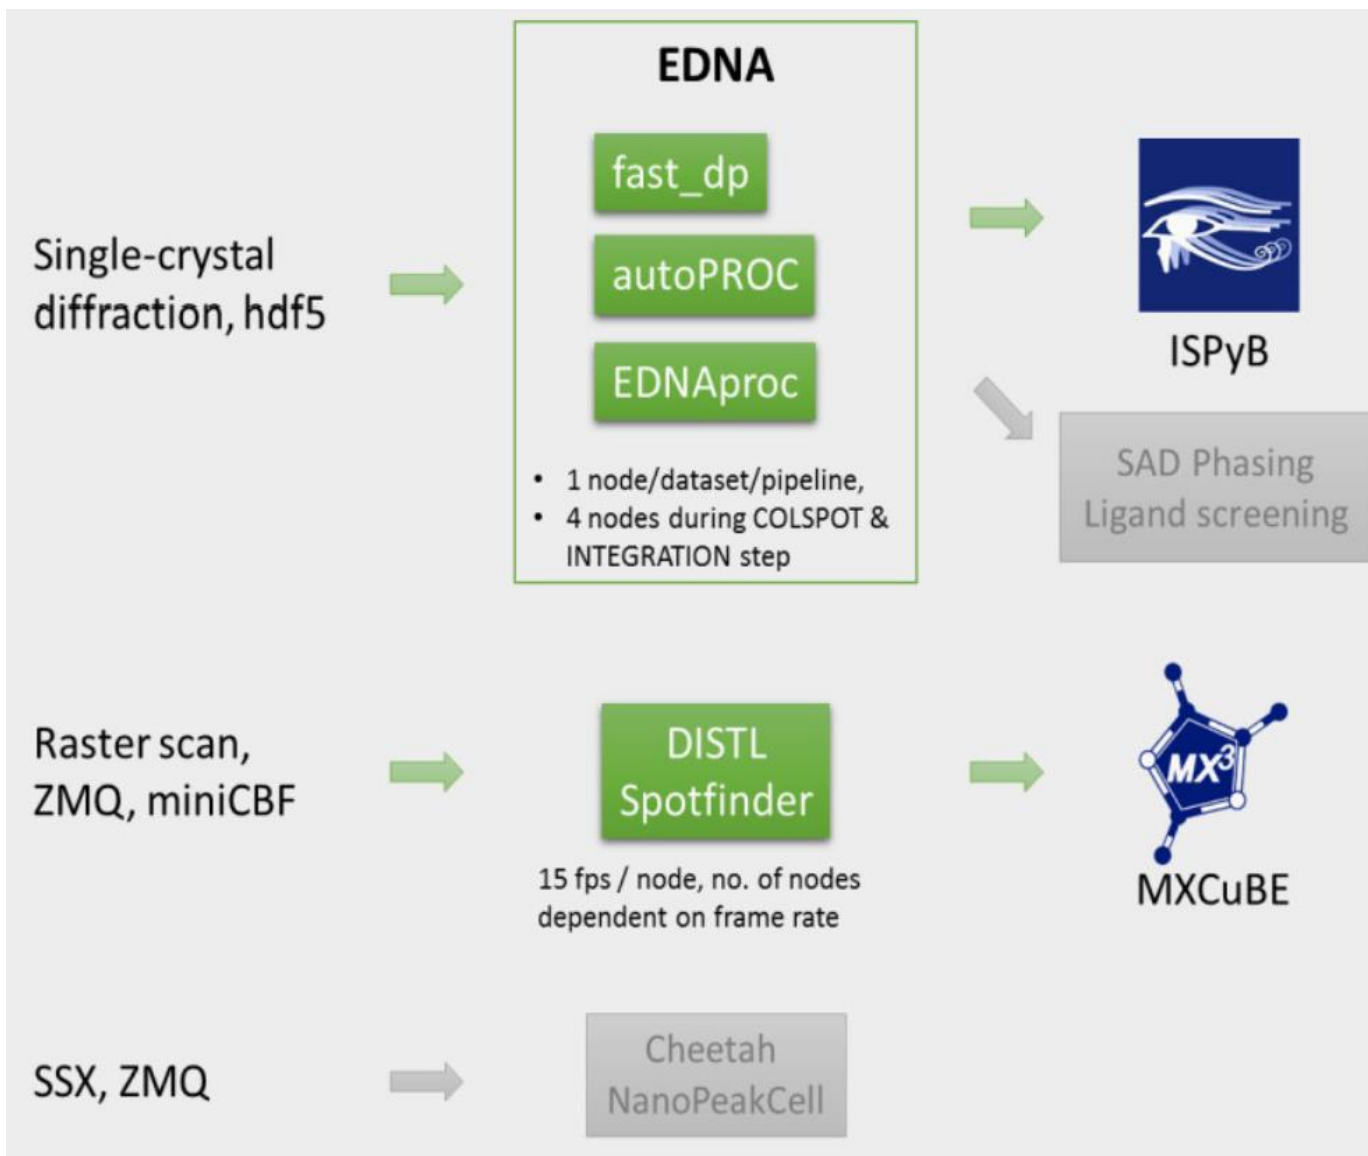 EDNA
fast_dp
autoPROC
EDNAproc
• 1 node/dataset/pipeline,
• 4 nodes during COLSPOT &
INTEGRATION step
Single-crystal
diffraction, hdf5
ISPyB
SAD Phasing
Ligand screening
Raster scan,
ZMQ, miniCBF
DISTL
Spotfinder
15 fps / node, no. of nodes
dependent on frame rate
MX3
MXCuBE
SSX, ZMQ
Cheetah
NanoPeakCell